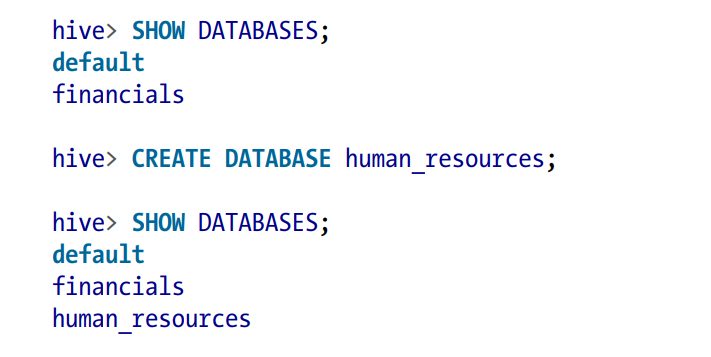 hive> SHOW DATABASES;
default
financials
hive> CREATE DATABASE human_resources;
hive> SHOW DATABASES;
default
financials
human_resources